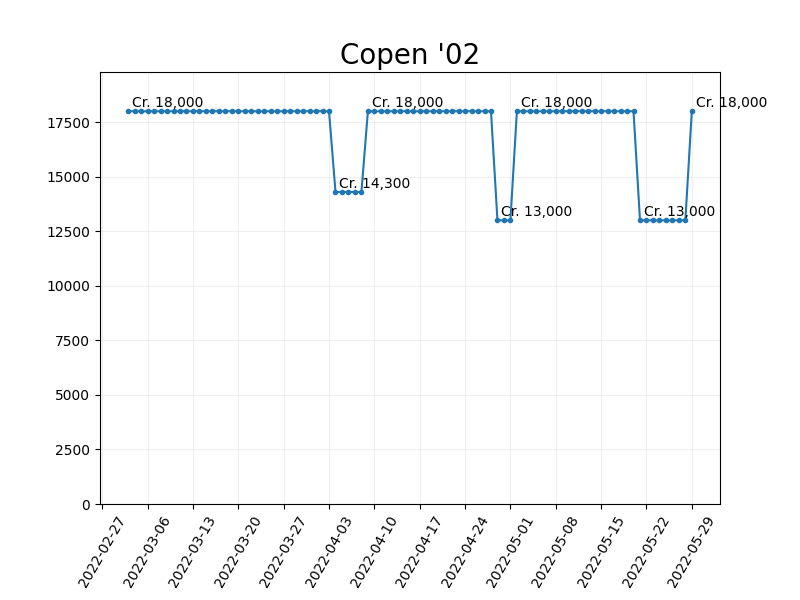 Copen '02
Cr. 18,000
Cr. 18,000
Cr. 18,000
Cr. 18,000
Cr. 14,300
Cr. 13,000
Cr. 13,000
17500
15000
12500
10000
7500
5000
2500
0
2022-02-27
2022-03-06
2022-03-13
2022-03-20
2022-03-27
2022-04-03
2022-04-10
2022-04-17
2022-04-24
2022-05-01
2022-05-08
2022-05-15
2022-05-22
2022-05-29